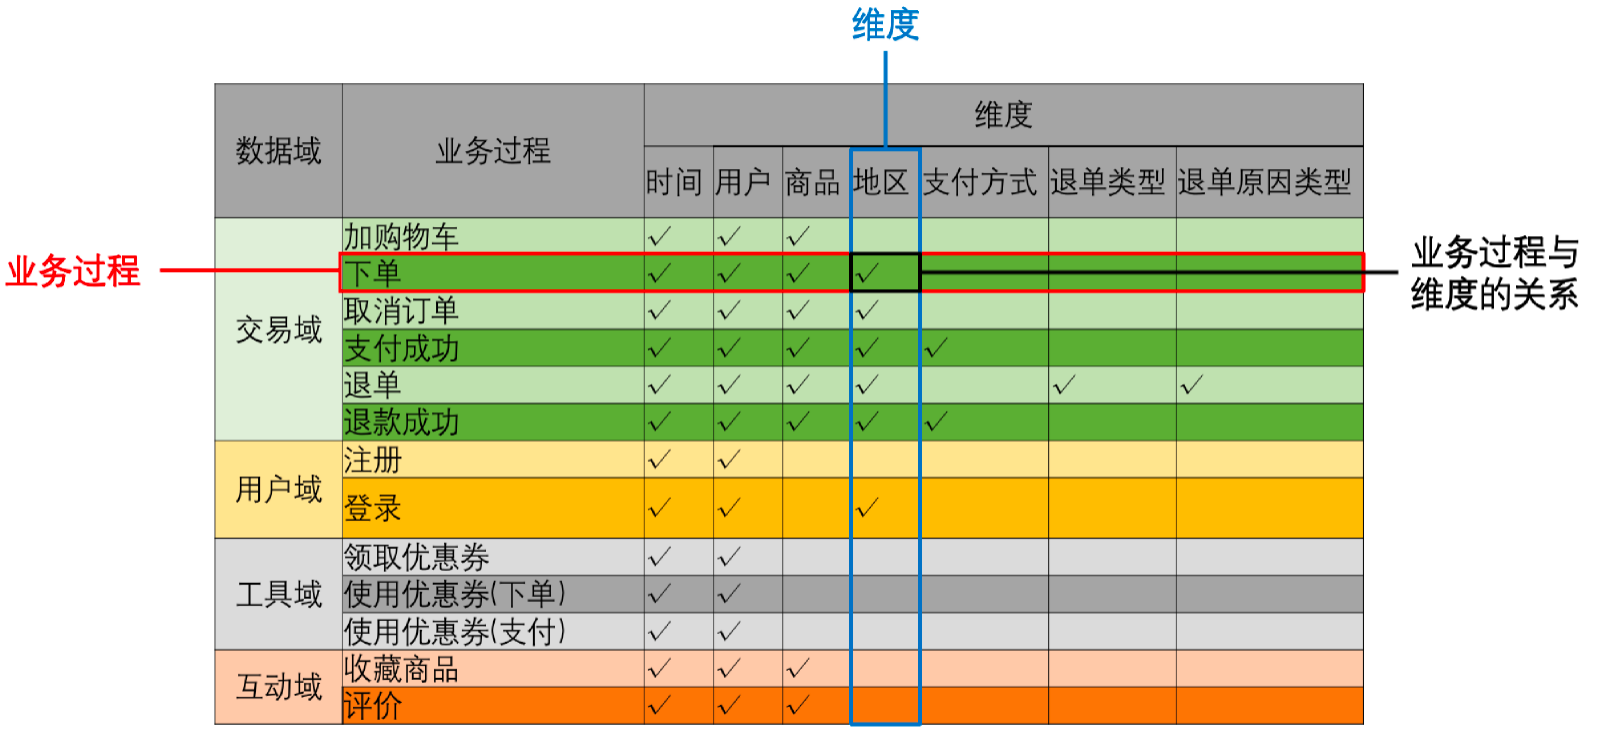 维度
数据域 业务过程 维度
时间 用户 商品 地区 支付方式 退单类型 退单原因类型
交易域
加购物车 √ √ √
业务过程
下单 √ √ √ √
业务过程与
维度的关系
取消订单 √ √ √ √
支付成功 √ √ √ √ √
退单 √ √ √ √ √ √
退款成功 √ √ √ √ √
用户域
注册 √ √
登录 √ √ √
工具域
领取优惠券 √ √
使用优惠券(下单) √ √
使用优惠券(支付) √ √
互动域
收藏商品 √ √ √
评价 √ √ √